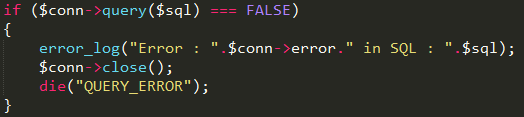 if ($conn->query($sql) === FALSE)
{
    error_log("Error : ".$conn->error." in SQL : ".$sql);
    $conn->close();
    die("QUERY_ERROR");
}